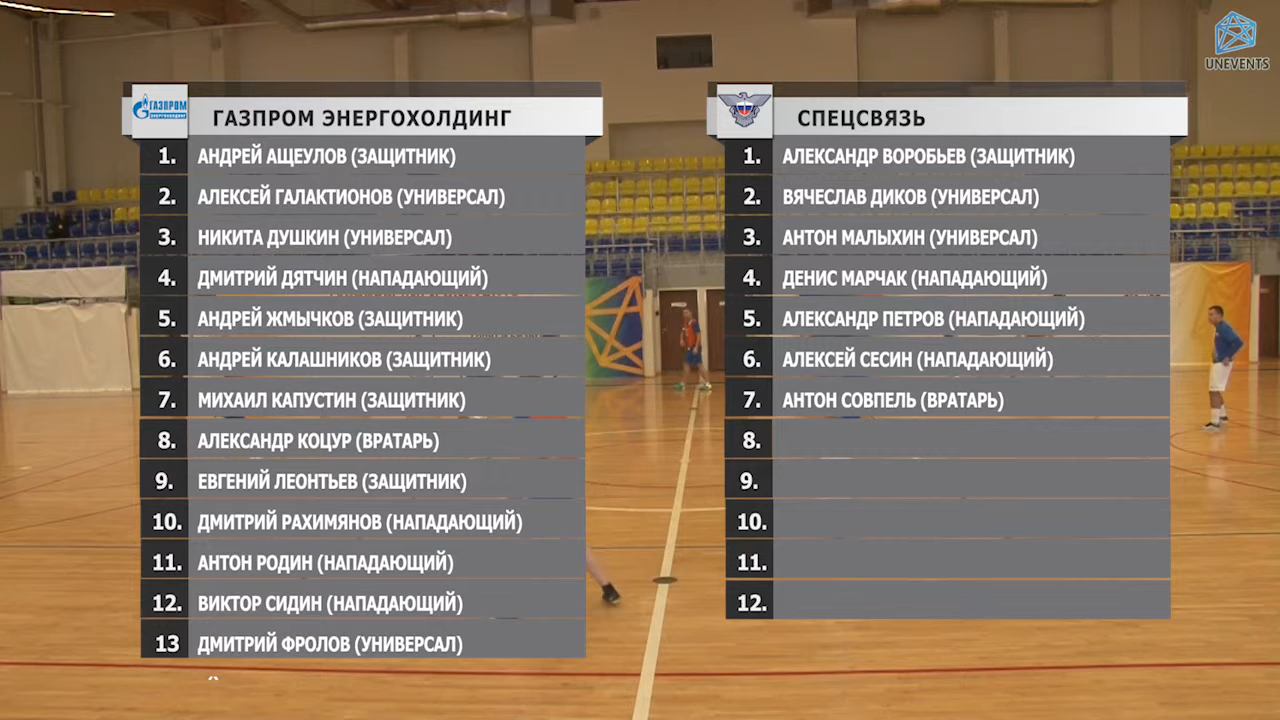 UNEVENTS
ГАЗПРОМ
ЭНЕРГОХОЛДИНГ
ГАЗПРОМ ЭНЕРГОХОЛДИНГ
1. АНДРЕЙ АЩЕУЛОВ (ЗАЩИТНИК)
2. АЛЕКСЕЙ ГАЛАКТИОНОВ (УНИВЕРСАЛ)
3. НИКИТА ДУШКИН (УНИВЕРСАЛ)
4. ДМИТРИЙ ДЯТЧИН (НАПАДАЮЩИЙ)
5. АНДРЕЙ ЖМЫЧКОВ (ЗАЩИТНИК)
6. АНДРЕЙ КАЛАШНИКОВ (ЗАЩИТНИК)
7. МИХАИЛ КАПУСТИН (ЗАЩИТНИК)
8. АЛЕКСАНДР КОЦУР (ВРАТАРЬ)
9. ЕВГЕНИЙ ЛЕОНТЬЕВ (ЗАЩИТНИК)
10. ДМИТРИЙ РАХИМЯНОВ (НАПАДАЮЩИЙ)
11. АНТОН РОДИН (НАПАДАЮЩИЙ)
12. ВИКТОР СИДИН (НАПАДАЮЩИЙ)
13 ДМИТРИЙ ФРОЛОВ (УНИВЕРСАЛ)
СПЕЦСВЯЗЬ
1. АЛЕКСАНДР ВОРОБЬЕВ (ЗАЩИТНИК)
2. ВЯЧЕСЛАВ ДИКОВ (УНИВЕРСАЛ)
3. АНТОН МАЛЫХИН (УНИВЕРСАЛ)
4. ДЕНИС МАРЧАК (НАПАДАЮЩИЙ)
5. АЛЕКСАНДР ПЕТРОВ (НАПАДАЮЩИЙ)
6. АЛЕКСЕЙ СЕСИН (НАПАДАЮЩИЙ)
7. АНТОН СОВПЕЛЬ (ВРАТАРЬ)
8.
9.
10.
11.
12.